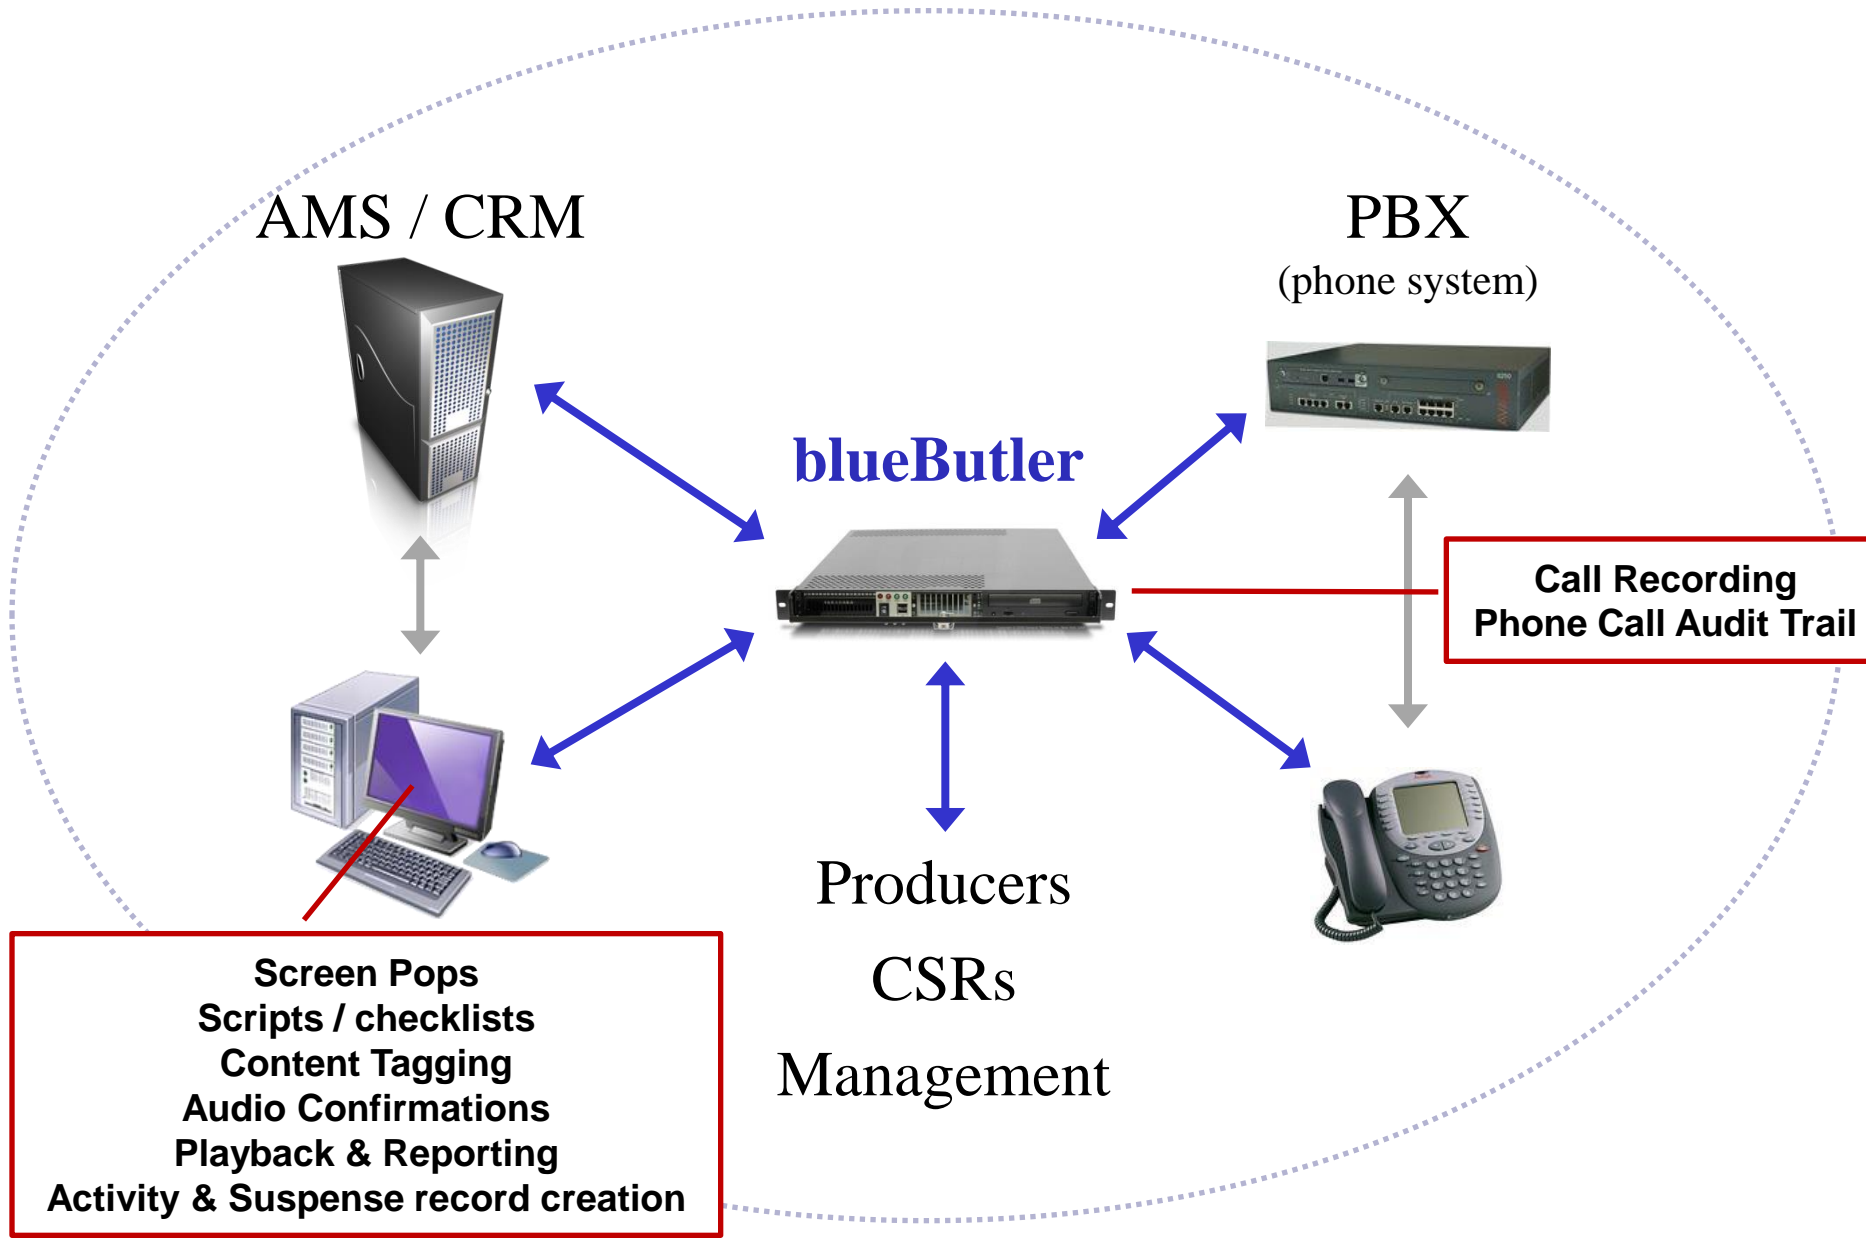 AMS / CRM
PBX
(phone system)
blueButler
Call Recording
Phone Call Audit Trail
Producers
CSRs
Management
Screen Pops
Scripts / checklists
Content Tagging
Audio Confirmations
Playback & Reporting
Activity & Suspense record creation